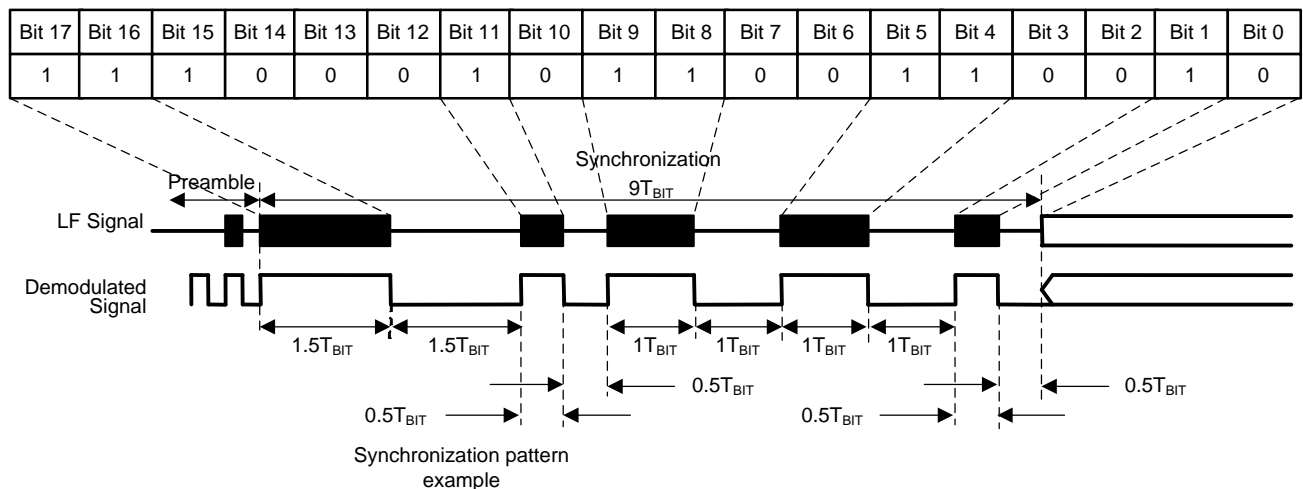 Bit 17 Bit 16 Bit 15 Bit 14 Bit 13 Bit 12 Bit 11 Bit 10 Bit 9 Bit 8 Bit 7 Bit 6 Bit 5 Bit 4 Bit 3 Bit 2 Bit 1 Bit 0
1 1 1 0 0 0 1 0 1 1 0 0 1 1 0 0 1 0
Synchronization
Preamble 9TBIT
LF Signal
Demodulated
Signal
1.5TBIT 1.5TBIT 1TBIT 1TBIT 1TBIT 1TBIT
0.5TBIT 0.5TBIT
0.5TBIT 0.5TBIT
Synchronization pattern
example